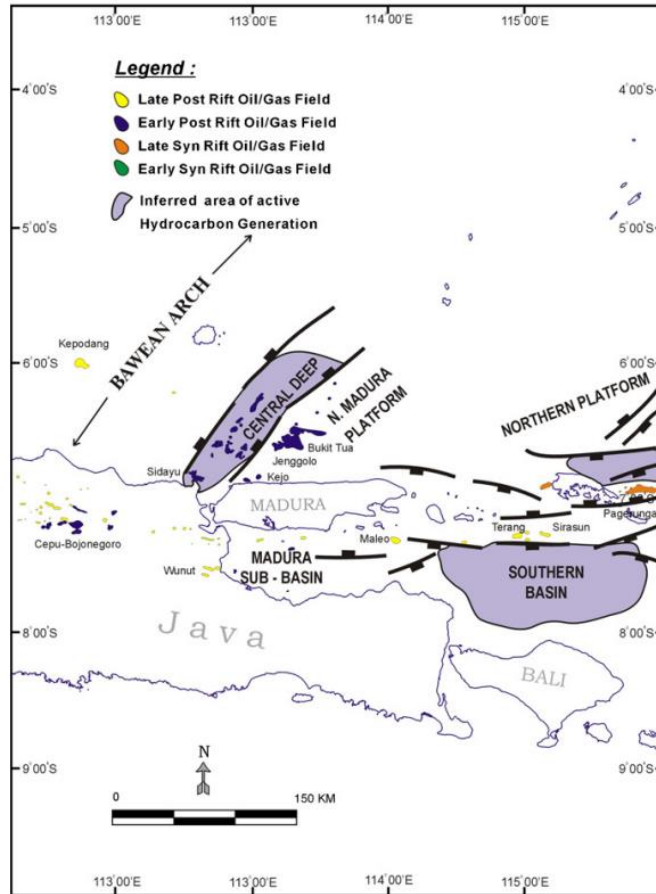 113°00'E
113°00'E
114°00'E
115°00'E
4°00'S
4°00'S
Legend :
Late Post Rift Oil/Gas Field
Early Post Rift Oil/Gas Field
Late Syn Rift Oil/Gas Field
Early Syn Rift Oil/Gas Field
Inferred area of active
Hydrocarbon Generation
5°00'S
5°00'S
BAWEAN ARCH
Kepodang
6°00'S
6°00'S
CENTRAL DEEP
N. MADURA
PLATFORM
NORTHERN PLATFORM
Bukit Tua
Jenggolo
Sidayu
Kejo
MADURA
Pagerunga
Cepu-Bojonegoro
Maleo
Terang
Sirasun
Wunut
MADURA
SUB - BASIN
SOUTHERN
BASIN
Java
8°00'S
8°00'S
BALI
N
9°00'S
9°00'S
0
150 KM
113°00'E
113°00'E
114°00'E
115°00'E